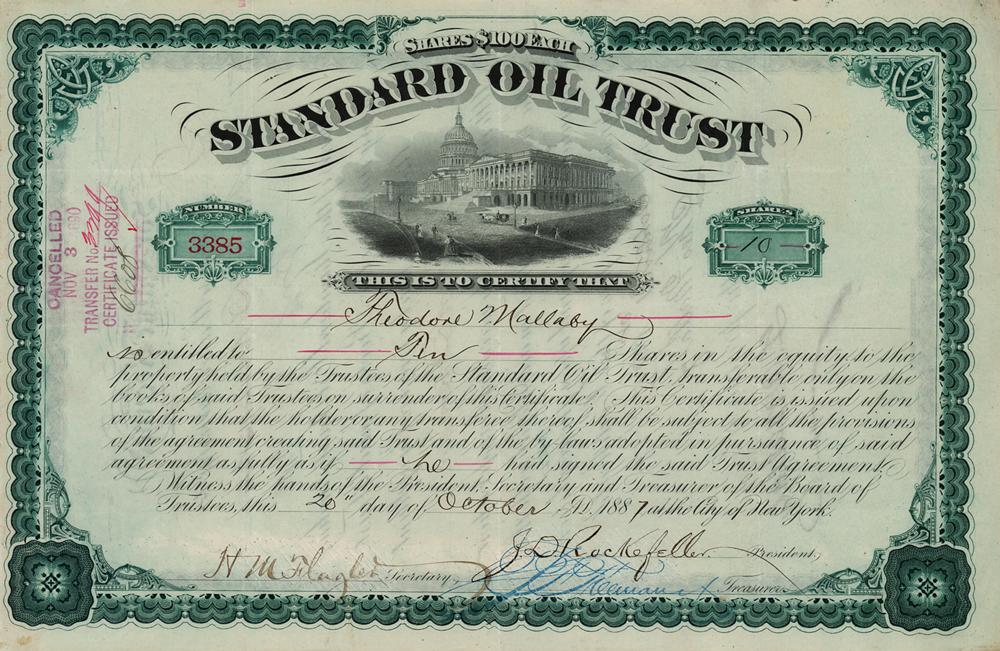 SHARES $100 EACH
STANDARD OIL TRUST
NUMBER
3385
SHARES
10
THIS IS TO CERTIFY THAT
Theodore Mallaby
is entitled to Ten Shares in the equity to the
property held by the Trustees of the Standard Oil Trust, transferable only on the
books of said Trustees on surrender of this Certificate. This Certificate is issued upon
condition that the holder or any transferee thereof shall be subject to all the provisions
of the agreement creating said Trust and of the by-laws adopted in pursuance of said
agreement as fully as if he had signed the said Trust Agreement.
Witness the hands of the President, Secretary and Treasurer of the Board of
Trustees, this 20" day of October A.D. 1887 at the City of New York.
J.D. Rockefeller President,
H M Flagler Secretary,
Treasurer.
CANCELLED
NOV 3
TRANSFER No.
CERTIFICATE ISSUED